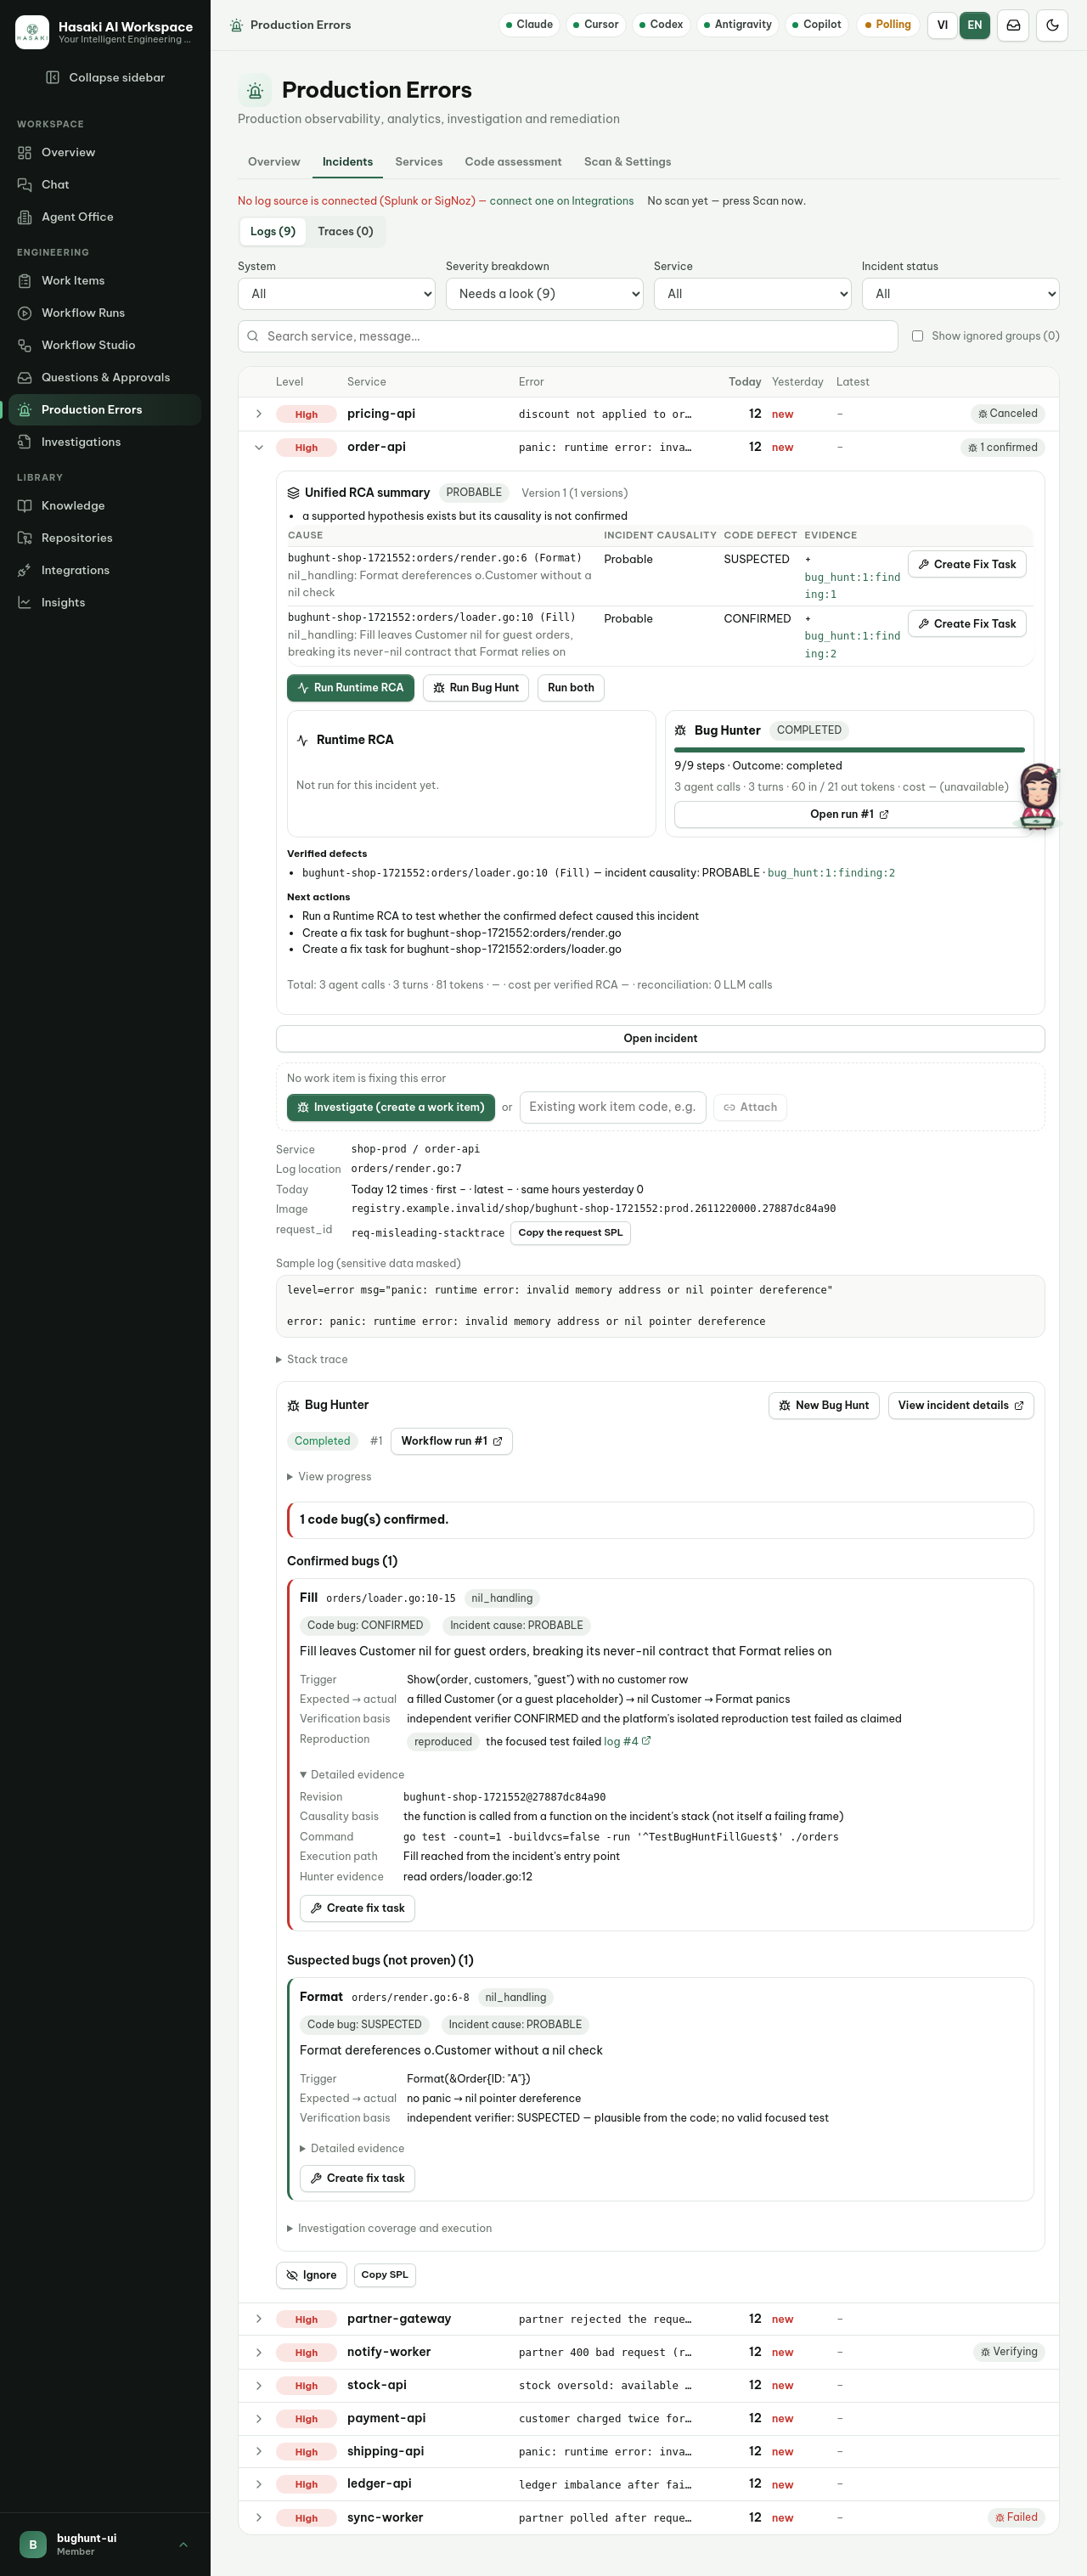 HASAKI
Hasaki AI Workspace
Your Intelligent Engineering ...
Collapse sidebar
WORKSPACE
Overview
Chat
Agent Office
ENGINEERING
Work Items
Workflow Runs
Workflow Studio
Questions & Approvals
Production Errors
Investigations
LIBRARY
Knowledge
Repositories
Integrations
Insights
B
bughunt-ui
Member
Production Errors
Claude
Cursor
Codex
Antigravity
Copilot
Polling
VI
EN
Production Errors
Production observability, analytics, investigation and remediation
Overview
Incidents
Services
Code assessment
Scan & Settings
No log source is connected (Splunk or SigNoz) — connect one on Integrations No scan yet — press Scan now.
Logs (9)
Traces (0)
System
Severity breakdown
Service
Incident status
All
Needs a look (9)
All
All
Search service, message...
Show ignored groups (0)
Level Service Error Today Yesterday Latest
High pricing-api discount not applied to or… 12 new – Canceled
High order-api panic: runtime error: inva… 12 new – 1 confirmed
Unified RCA summary PROBABLE Version 1 (1 versions)
• a supported hypothesis exists but its causality is not confirmed
CAUSE INCIDENT CAUSALITY CODE DEFECT EVIDENCE
bughunt-shop-1721552:orders/render.go:6 (Format)
nil_handling: Format dereferences o.Customer without a
nil check
Probable
SUSPECTED
+
bug_hunt:1:find
ing:1
Create Fix Task
bughunt-shop-1721552:orders/loader.go:10 (Fill)
nil_handling: Fill leaves Customer nil for guest orders,
breaking its never-nil contract that Format relies on
Probable
CONFIRMED
+
bug_hunt:1:find
ing:2
Create Fix Task
Run Runtime RCA
Run Bug Hunt
Run both
Runtime RCA
Not run for this incident yet.
Bug Hunter COMPLETED
9/9 steps · Outcome: completed
3 agent calls · 3 turns · 60 in / 21 out tokens · cost — (unavailable)
Open run #1
Verified defects
• bughunt-shop-1721552:orders/loader.go:10 (Fill) — incident causality: PROBABLE · bug_hunt:1:finding:2
Next actions
• Run a Runtime RCA to test whether the confirmed defect caused this incident
• Create a fix task for bughunt-shop-1721552:orders/render.go
• Create a fix task for bughunt-shop-1721552:orders/loader.go
Total: 3 agent calls · 3 turns · 81 tokens · — · cost per verified RCA — · reconciliation: 0 LLM calls
Open incident
No work item is fixing this error
Investigate (create a work item)
or
Existing work item code, e.g.
Attach
Service shop-prod / order-api
Log location orders/render.go:7
Today Today 12 times · first – · latest – · same hours yesterday 0
Image registry.example.invalid/shop/bughunt-shop-1721552:prod.2611220000.27887dc84a90
request_id req-misleading-stacktrace Copy the request SPL
Sample log (sensitive data masked)
level=error msg="panic: runtime error: invalid memory address or nil pointer dereference"
error: panic: runtime error: invalid memory address or nil pointer dereference
Stack trace
Bug Hunter
New Bug Hunt
View incident details
Completed #1 Workflow run #1
View progress
1 code bug(s) confirmed.
Confirmed bugs (1)
Fill orders/loader.go:10-15 nil_handling
Code bug: CONFIRMED Incident cause: PROBABLE
Fill leaves Customer nil for guest orders, breaking its never-nil contract that Format relies on
Trigger Show(order, customers, "guest") with no customer row
Expected → actual a filled Customer (or a guest placeholder) → nil Customer → Format panics
Verification basis independent verifier CONFIRMED and the platform's isolated reproduction test failed as claimed
Reproduction reproduced the focused test failed log #4
Detailed evidence
Revision bughunt-shop-1721552@27887dc84a90
Causality basis the function is called from a function on the incident's stack (not itself a failing frame)
Command go test -count=1 -buildvcs=false -run '^TestBugHuntFillGuest$' ./orders
Execution path Fill reached from the incident's entry point
Hunter evidence read orders/loader.go:12
Create fix task
Suspected bugs (not proven) (1)
Format orders/render.go:6-8 nil_handling
Code bug: SUSPECTED Incident cause: PROBABLE
Format dereferences o.Customer without a nil check
Trigger Format(&Order{ID: "A"})
Expected → actual no panic → nil pointer dereference
Verification basis independent verifier: SUSPECTED — plausible from the code; no valid focused test
Detailed evidence
Create fix task
Investigation coverage and execution
Ignore
Copy SPL
High partner-gateway partner rejected the reque… 12 new –
High notify-worker partner 400 bad request (r… 12 new – Verifying
High stock-api stock oversold: available … 12 new –
High payment-api customer charged twice for… 12 new –
High shipping-api panic: runtime error: inva… 12 new –
High ledger-api ledger imbalance after fai… 12 new –
High sync-worker partner polled after reque… 12 new – Failed